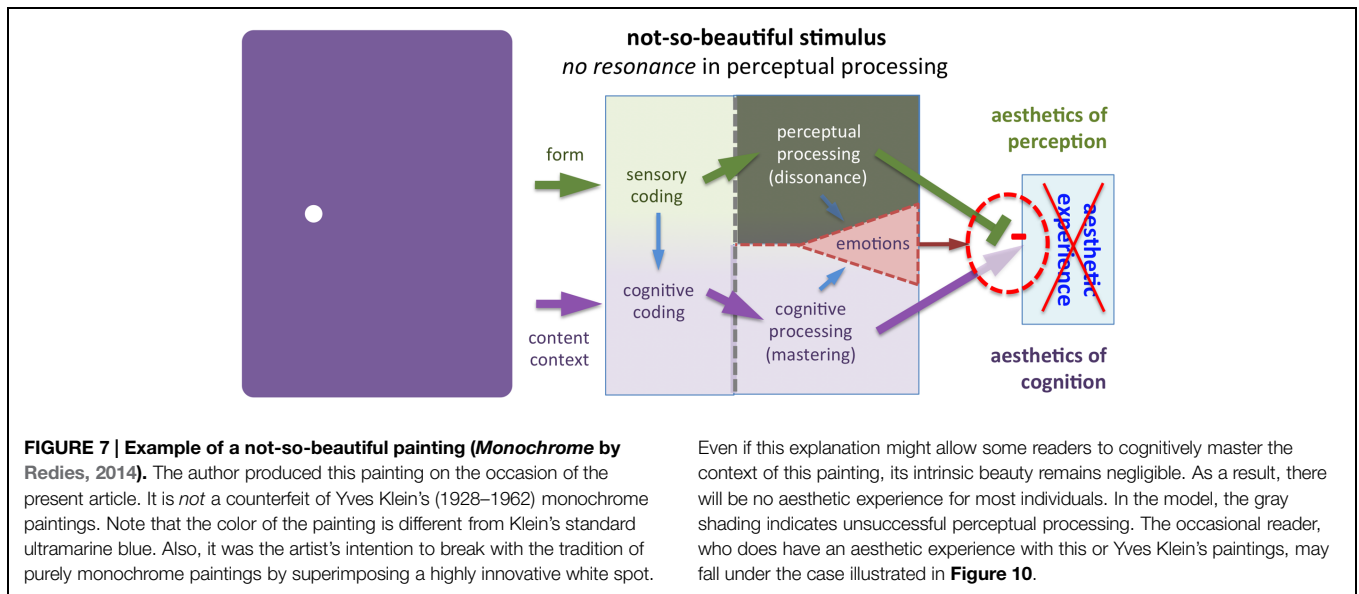 not-so-beautiful stimulus
no resonance in perceptual processing
form
content
context
sensory
coding
cognitive
coding
perceptual
processing
(dissonance)
emotions
cognitive
processing
(mastering)
aesthetics of
perception
aesthetic
experience
aesthetics of
cognition
FIGURE 7 | Example of a not-so-beautiful painting (Monochrome by
Redies, 2014). The author produced this painting on the occasion of the
present article. It is not a counterfeit of Yves Klein's (1928–1962) monochrome
paintings. Note that the color of the painting is different from Klein's standard
ultramarine blue. Also, it was the artist's intention to break with the tradition of
purely monochrome paintings by superimposing a highly innovative white spot.
Even if this explanation might allow some readers to cognitively master the
context of this painting, its intrinsic beauty remains negligible. As a result, there
will be no aesthetic experience for most individuals. In the model, the gray
shading indicates unsuccessful perceptual processing. The occasional reader,
who does have an aesthetic experience with this or Yves Klein's paintings, may
fall under the case illustrated in Figure 10.